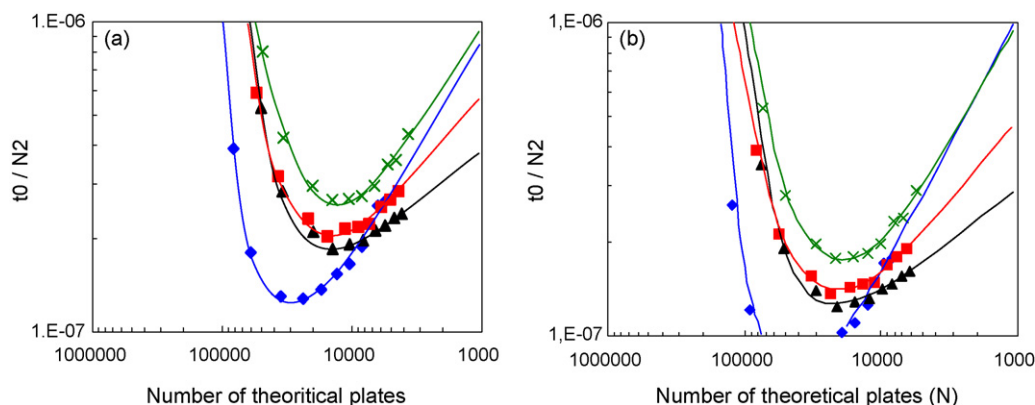 1.E-06
(a)
t0 / N2
1.E-07
1000000
100000
10000
1000
Number of theoritical plates
1,E-06
(b)
t0 / N2
1,E-07
1000000
100000
10000
1000
Number of theoretical plates (N)